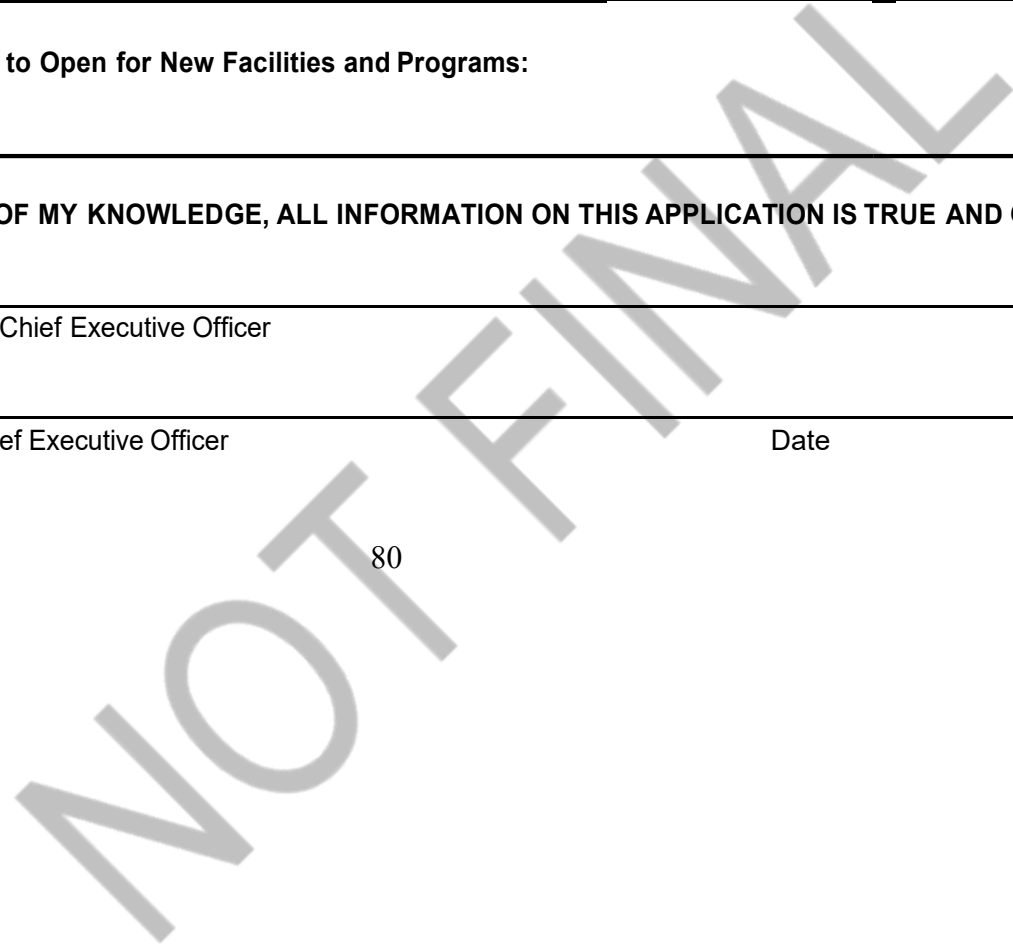 to Open for New Facilities and Programs:
OF MY KNOWLEDGE, ALL INFORMATION ON THIS APPLICATION IS TRUE AND
Chief Executive Officer
ef Executive Officer Date
80
NOT FINAL